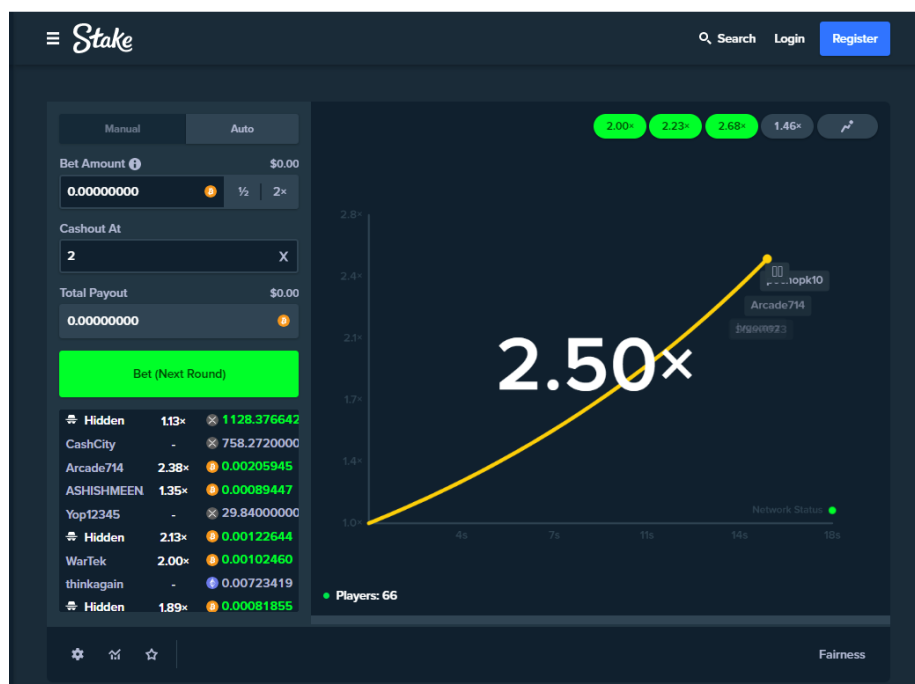 Stake
Search Login Register
Manual Auto
2.00× 2.23× 2.68× 1.46×
Bet Amount $0.00
0.00000000 ½ 2×
Cashout At
2 X
Total Payout $0.00
0.00000000
Bet (Next Round)
Hidden 1.13× 1128.376642
CashCity - 758.2720000
Arcade714 2.38× 0.00205945
ASHISHMEEN 1.35× 0.00089447
Yop12345 - 29.84000000
Hidden 2.13× 0.00122644
WarTek 2.00× 0.00102460
thinkagain - 0.00723419
Hidden 1.89× 0.00081855
2.8×
2.4×
2.1×
1.7×
1.4×
1.0×
Arcade714
2.50×
Network Status
4s 7s 11s 14s 18s
Players: 66
Fairness